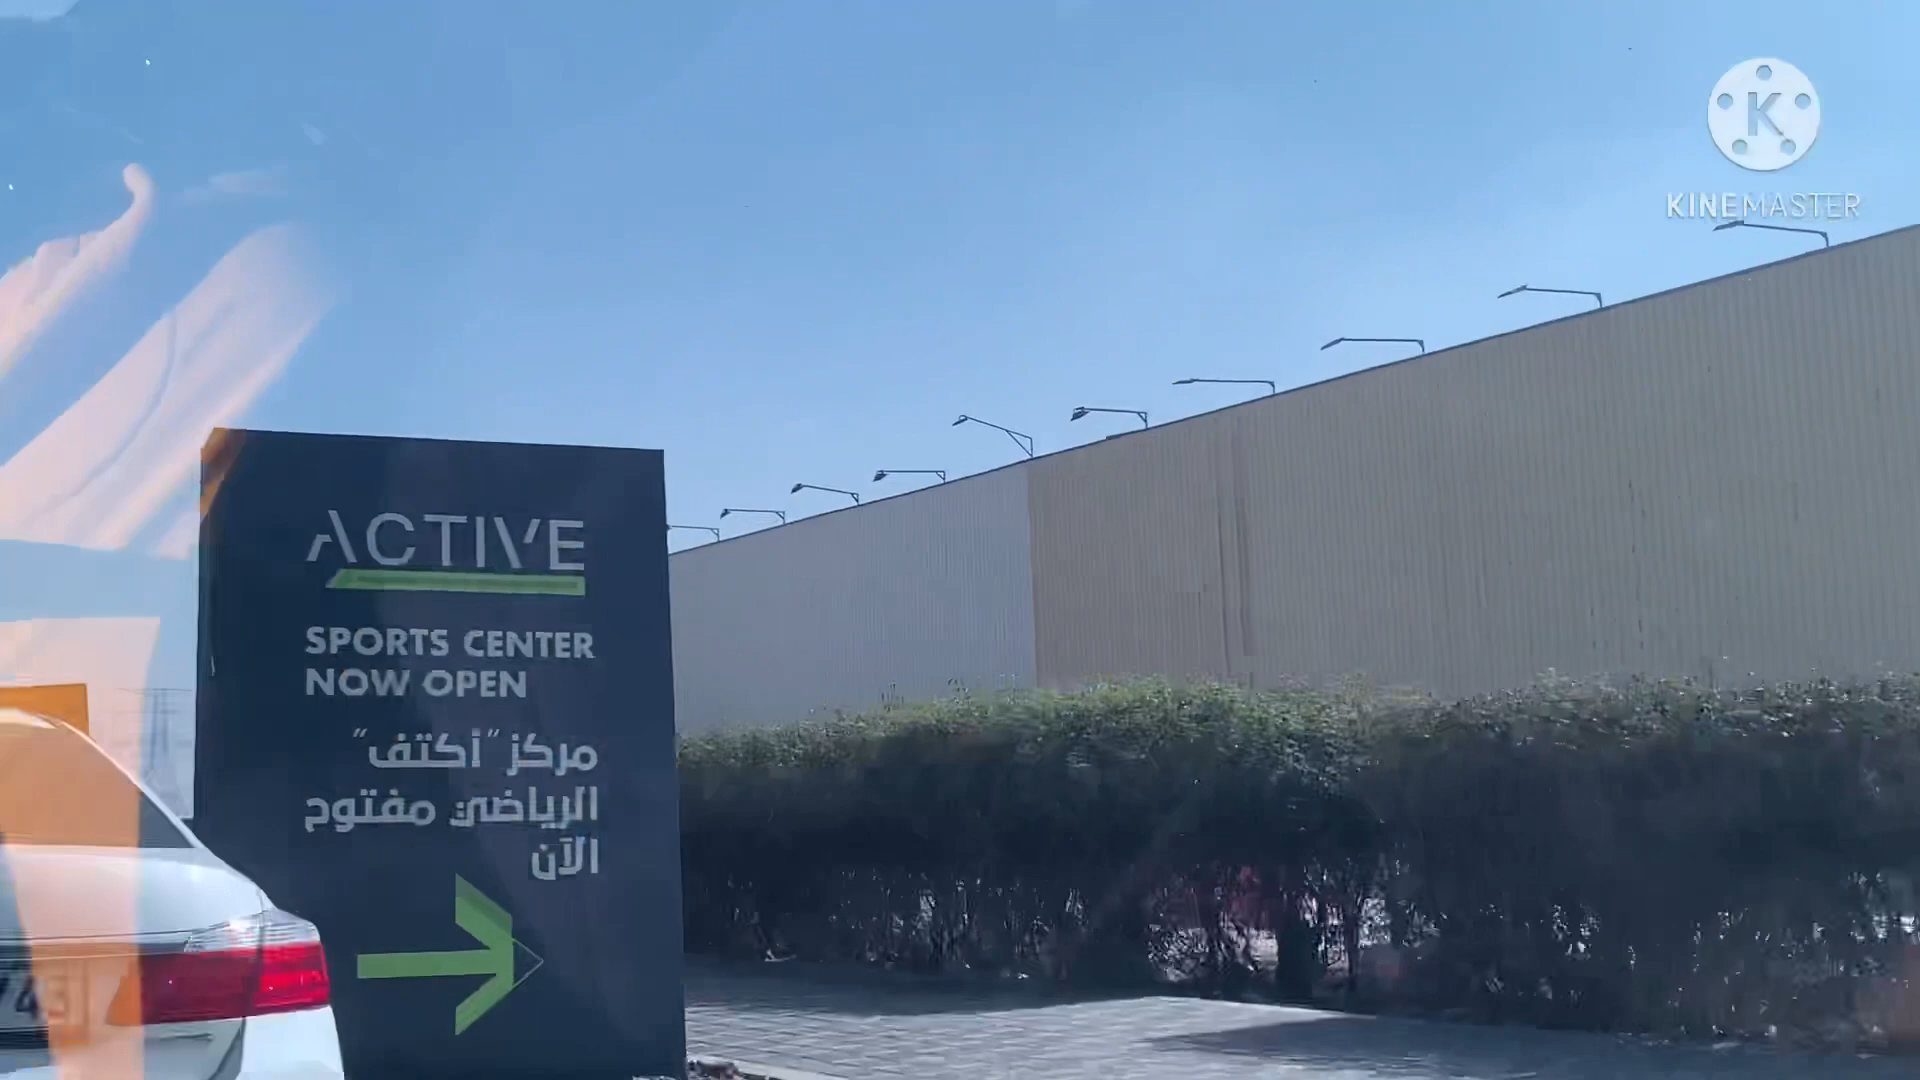 KINEMASTER
ACTIVE
SPORTS CENTER
NOW OPEN
مركز "أكتف"
الرياضي مفتوح
الآن